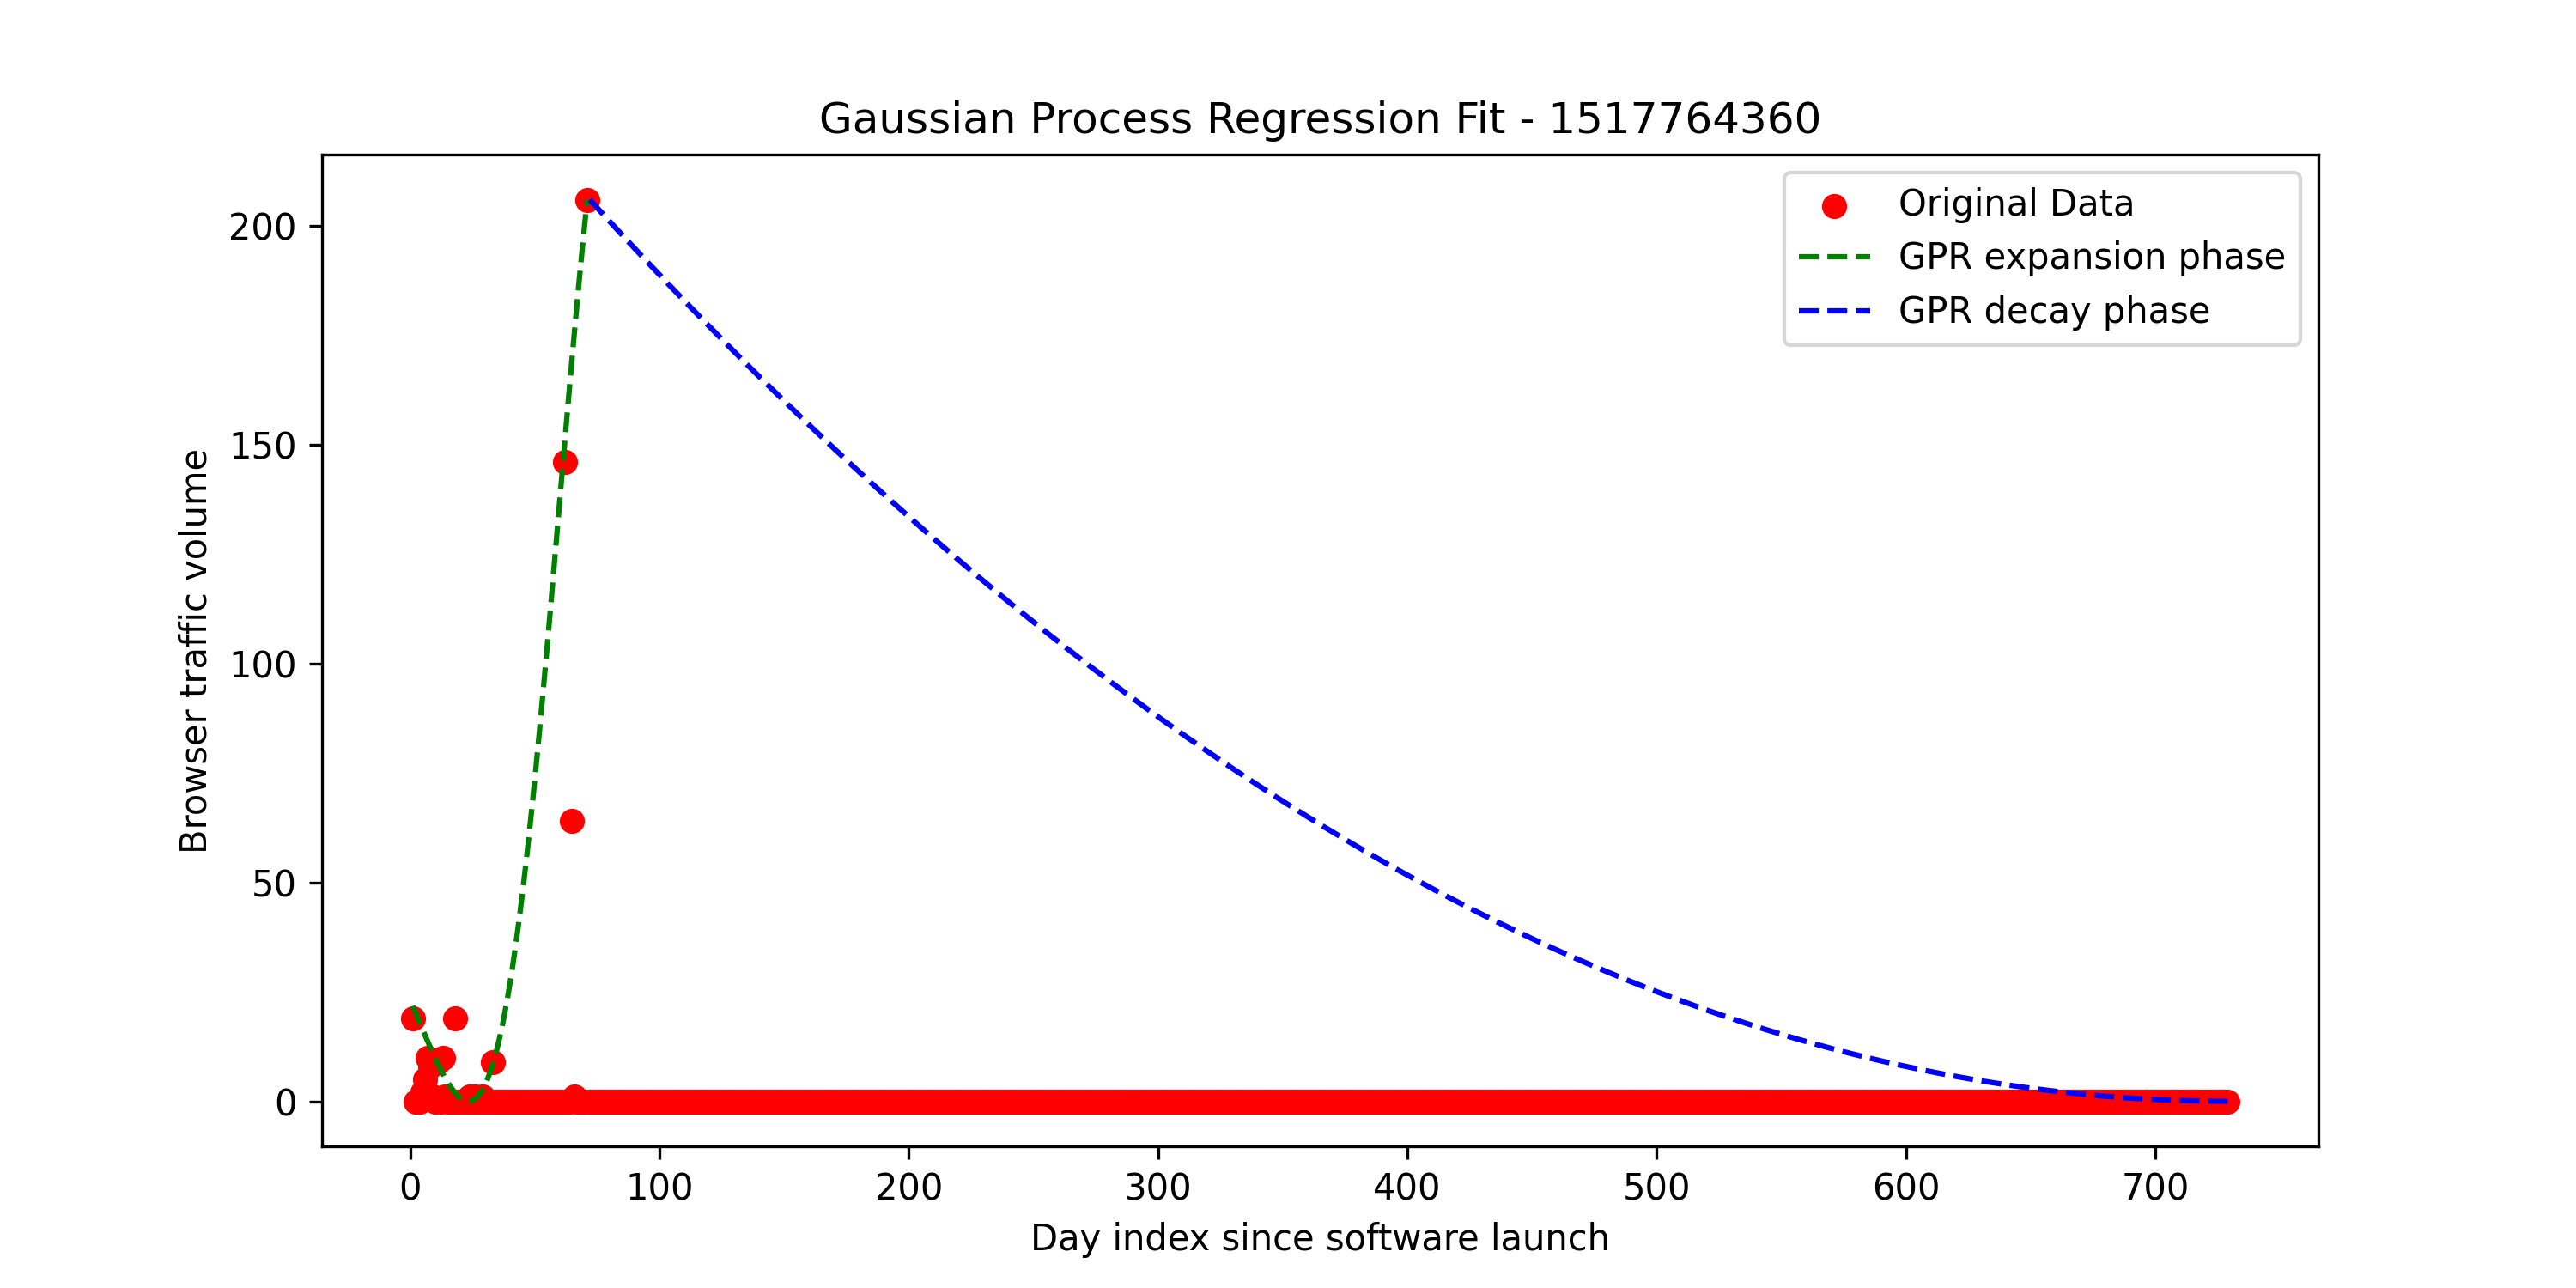 Gaussian Process Regression Fit - 1517764360
Original Data
GPR expansion phase
GPR decay phase
Browser traffic volume
200
150
100
50
0
0 100 200 300 400 500 600 700
Day index since software launch